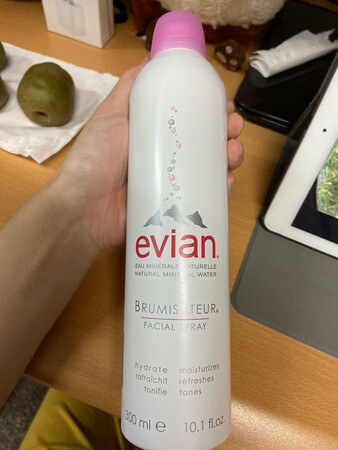 evian®
EAU MINÉRALE NATURELLE
NATURAL MINERAL WATER
BRUMISATEUR®
FACIAL SPRAY
hydrate moisturizes
rafraîchit refreshes
tonifie tones
300 ml e 10.1 fl.oz.